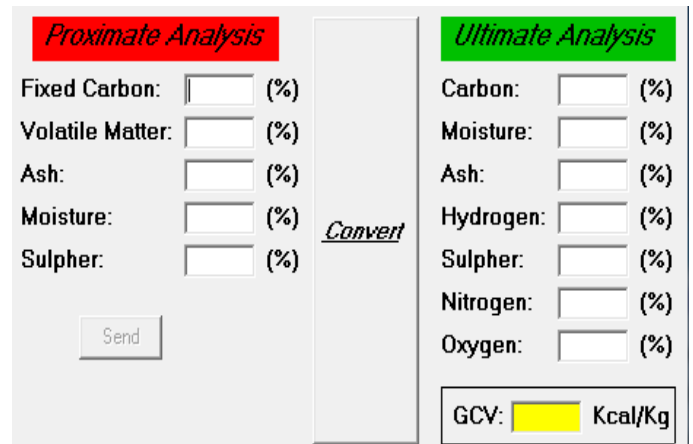 Proximate Analysis
Fixed Carbon: (%)
Volatile Matter: (%)
Ash: (%)
Moisture: (%)
Sulpher: (%)
Send
Convert
Ultimate Analysis
Carbon: (%)
Moisture: (%)
Ash: (%)
Hydrogen: (%)
Sulpher: (%)
Nitrogen: (%)
Oxygen: (%)
GCV: Kcal/Kg